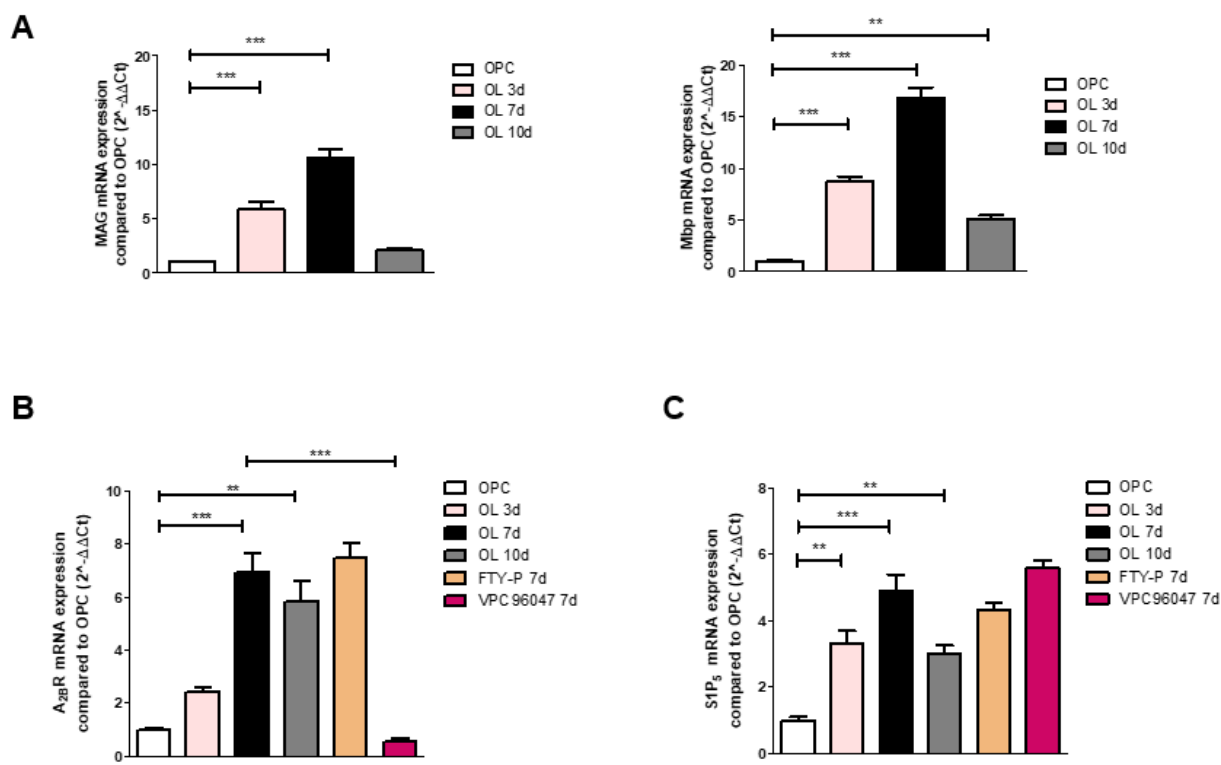 A
MAG mRNA expression
compared to OPC (2^-ΔΔCt)
20
15
10
5
0
***
***
OPC
OL 3d
OL 7d
OL 10d
Mbp mRNA expression
compared to OPC (2^-ΔΔCt)
20
15
10
5
0
**
***
***
OPC
OL 3d
OL 7d
OL 10d
B
A2BR mRNA expression
compared to OPC (2^-ΔΔCt)
10
8
6
4
2
0
***
**
***
OPC
OL 3d
OL 7d
OL 10d
FTY-P 7d
VPC96047 7d
C
S1P5 mRNA expression
compared to OPC (2^-ΔΔCt)
8
6
4
2
0
**
***
**
OPC
OL 3d
OL 7d
OL 10d
FTY-P 7d
VPC96047 7d